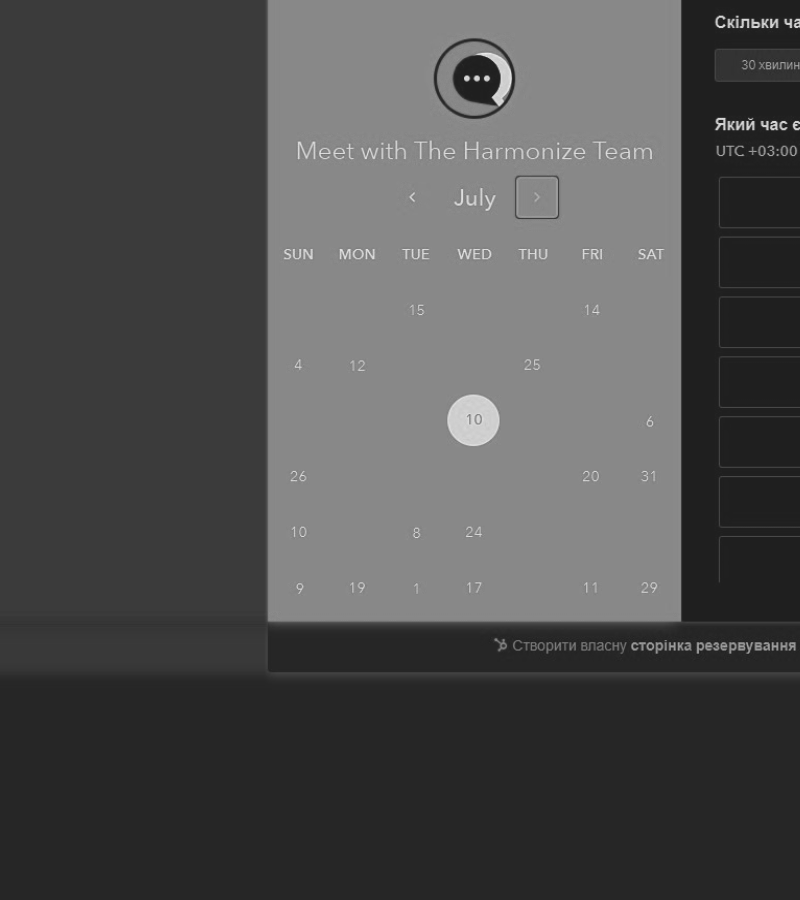 Meet with The Harmonize Team
July
SUN MON TUE WED THU FRI SAT
15 14
4 12 25
10 6
26 20 31
10 8 24
9 19 1 17 11 29
Скільки ча
30 хвилин
Який час є
UTC +03:00
Створити власну сторінка резервування